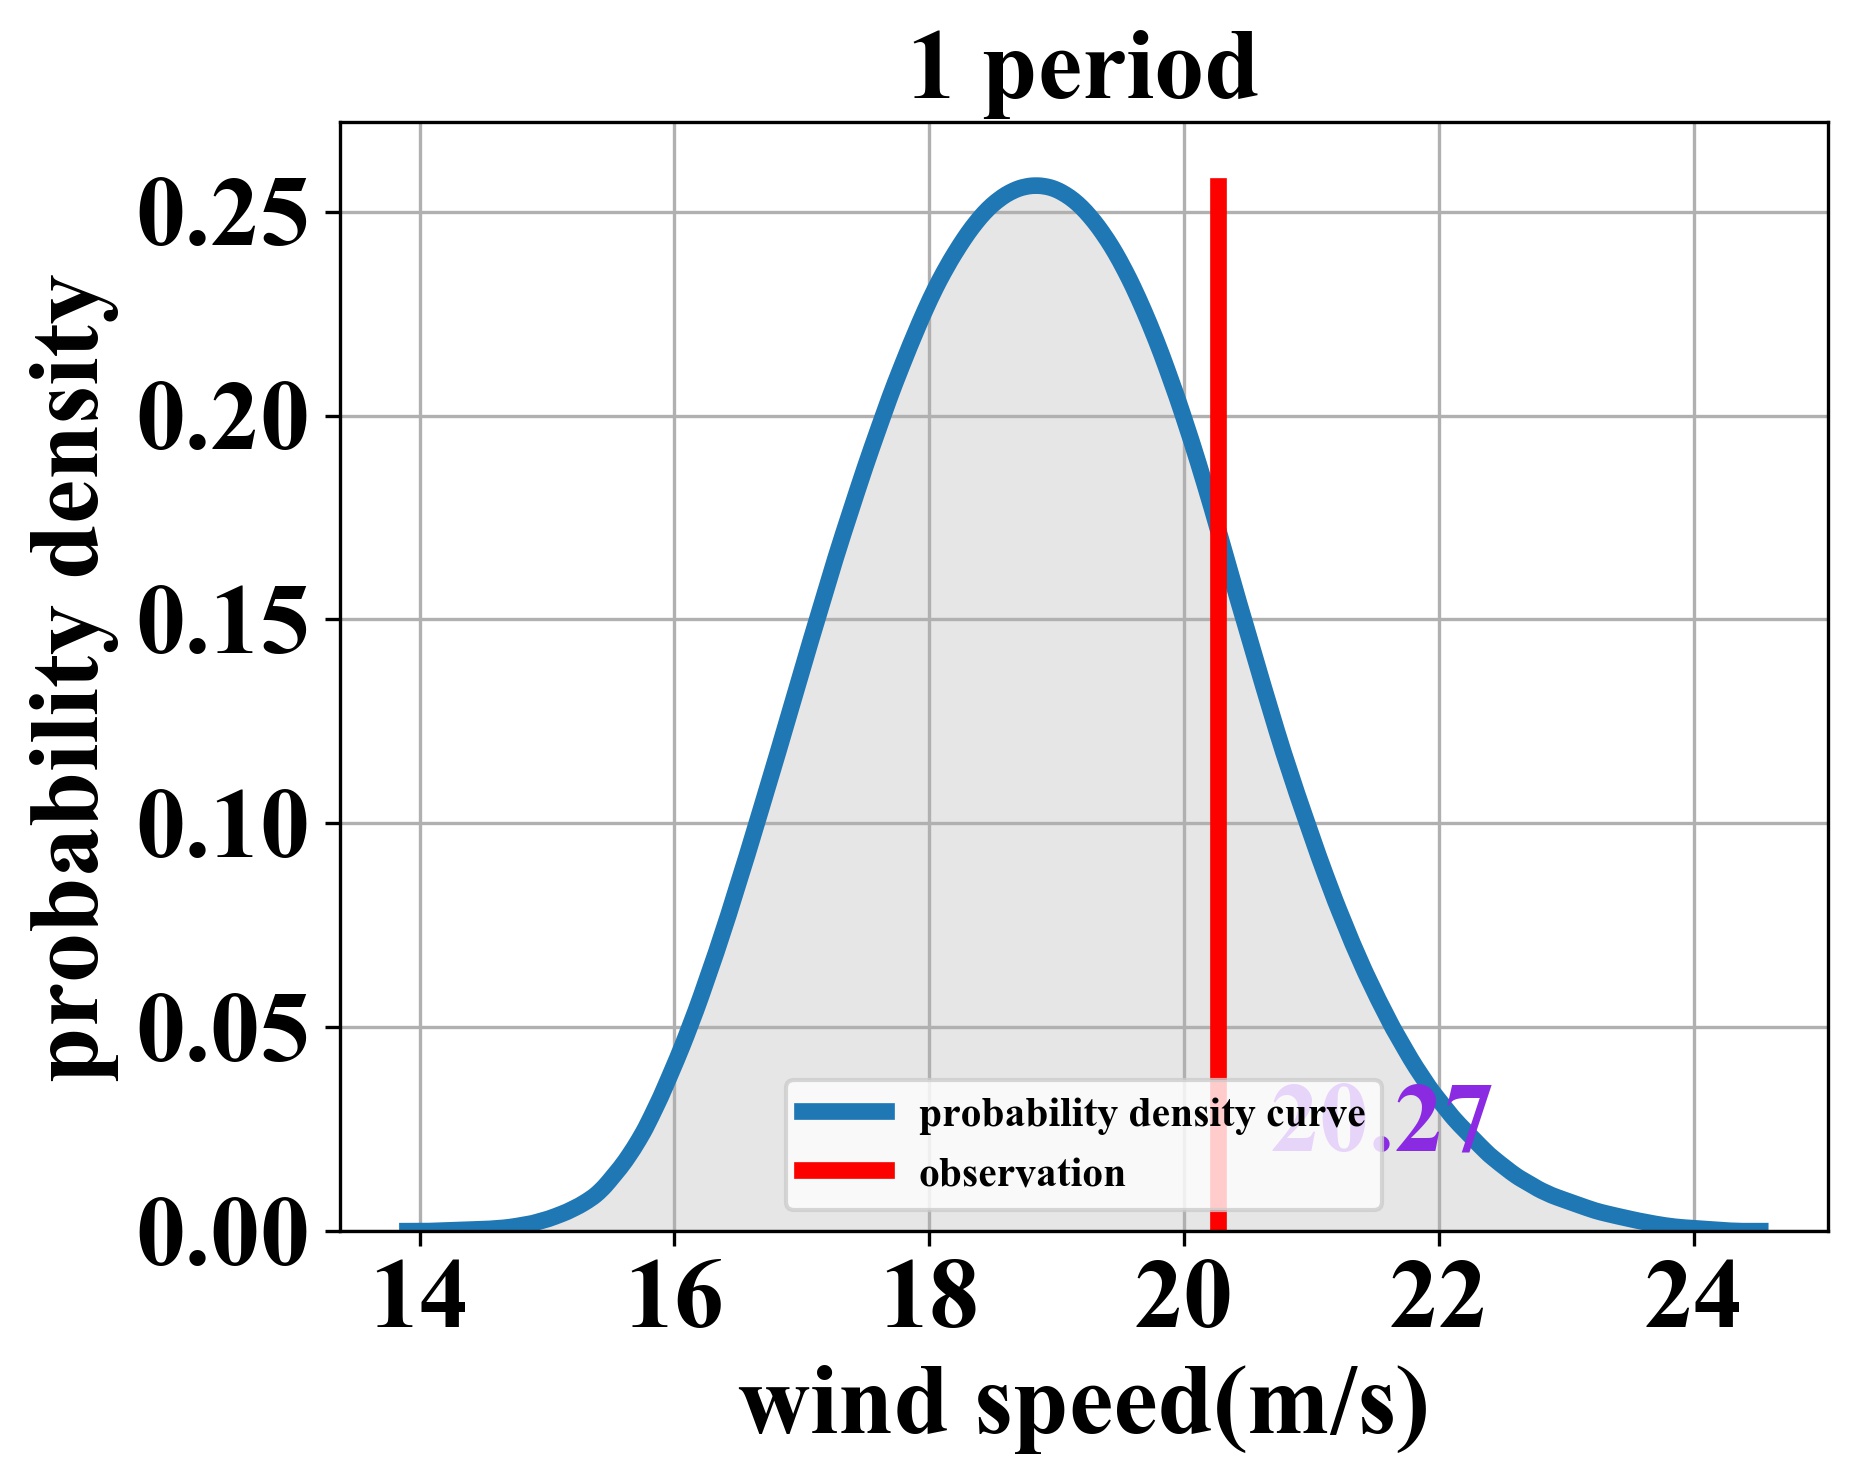 1 period
probability density
0.25
0.20
0.15
0.10
0.05
0.00
20.27
probability density curve
observation
14 16 18 20 22 24
wind speed(m/s)